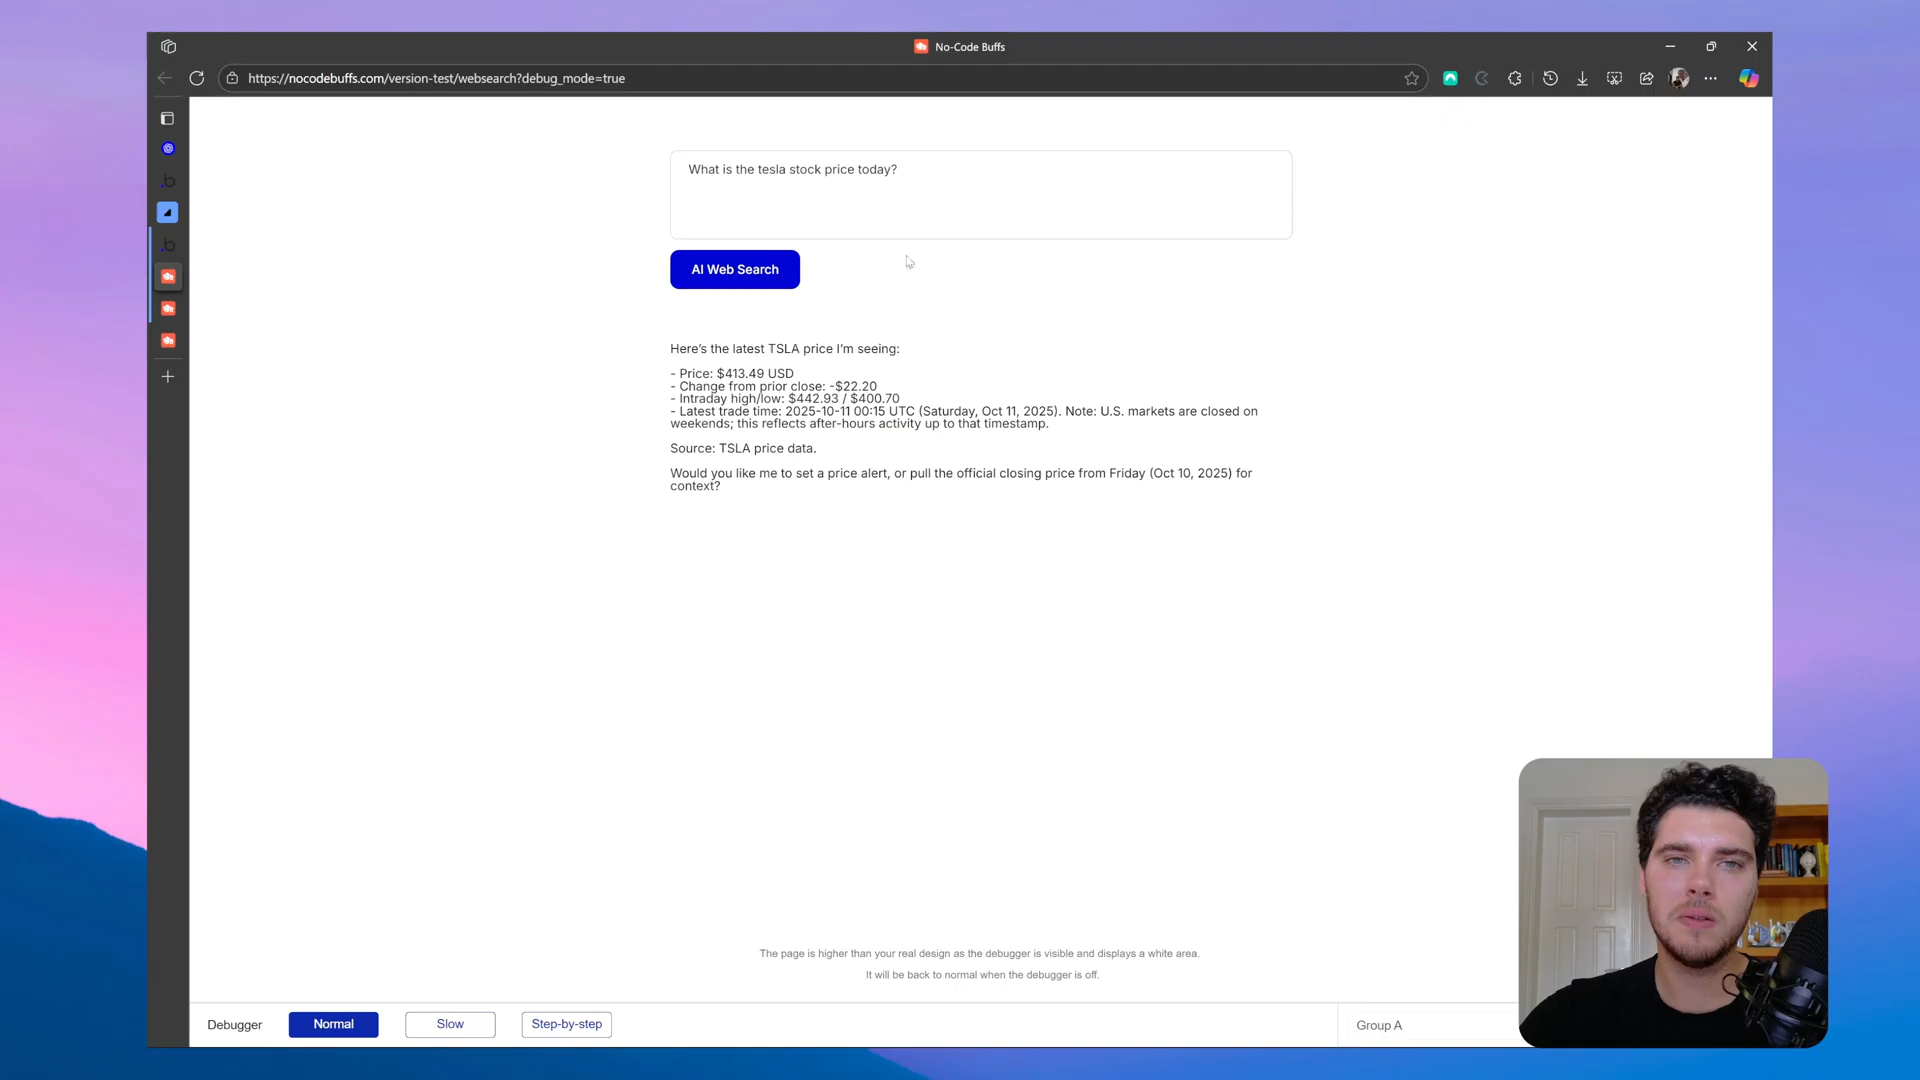 No-Code Buffs
https://nocodebuffs.com/version-test/websearch?debug_mode=true
What is the tesla stock price today?
AI Web Search
Here’s the latest TSLA price I’m seeing:
- Price: $413.49 USD
- Change from prior close: -$22.20
- Intraday high/low: $442.93 / $400.70
- Latest trade time: 2025-10-11 00:15 UTC (Saturday, Oct 11, 2025). Note: U.S. markets are closed on
weekends; this reflects after-hours activity up to that timestamp.
Source: TSLA price data.
Would you like me to set a price alert, or pull the official closing price from Friday (Oct 10, 2025) for
context?
The page is higher than your real design as the debugger is visible and displays a white area.
It will be back to normal when the debugger is off.
Debugger
Normal
Slow
Step-by-step
Group A